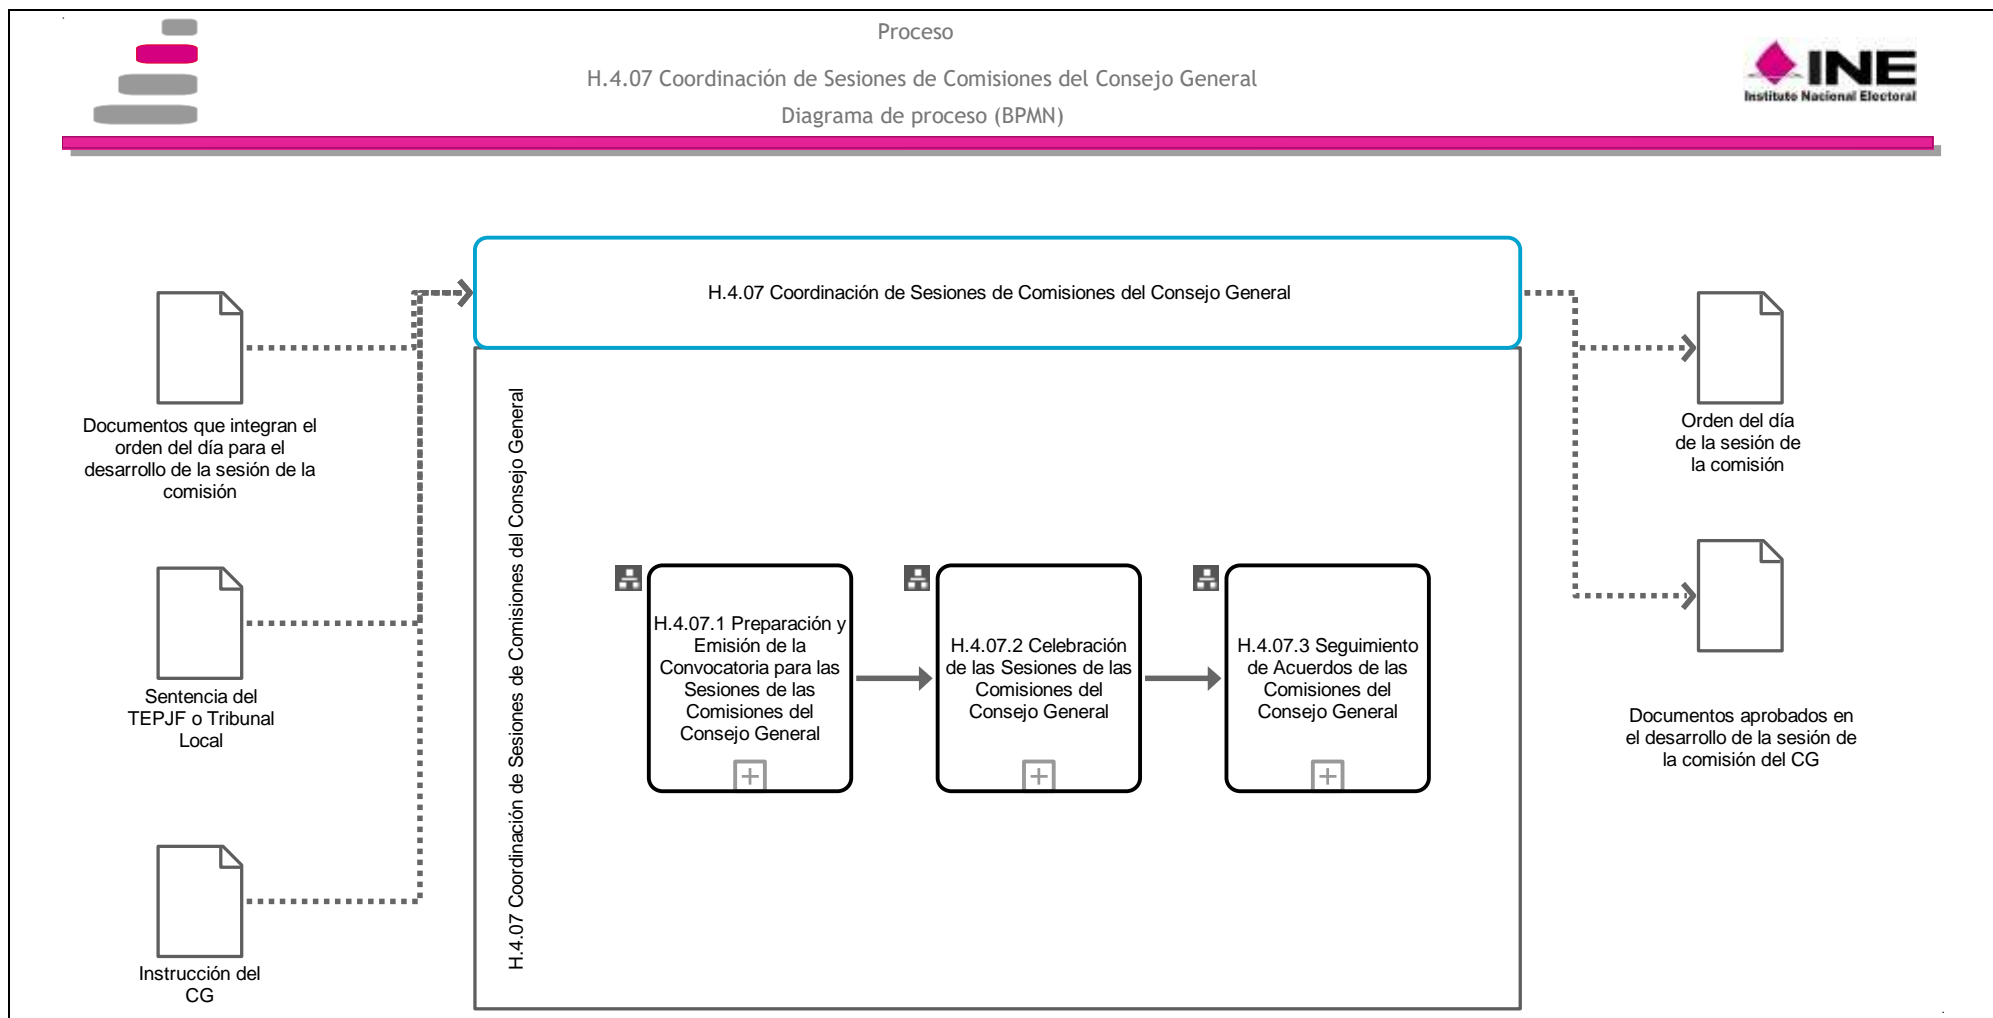 Proceso
H.4.07 Coordinación de Sesiones de Comisiones del Consejo General
Diagrama de proceso (BPMN)
INE
Instituto Nacional Electoral
H.4.07 Coordinación de Sesiones de Comisiones del Consejo General
Documentos que integran el
orden del día para el
desarrollo de la sesión de la
comisión
Sentencia del
TEPJF o Tribunal
Local
Instrucción del
CG
H.4.07 Coordinación de Sesiones de Comisiones del Consejo General
H.4.07.1 Preparación y
Emisión de la
Convocatoria para las
Sesiones de las
Comisiones del
Consejo General
H.4.07.2 Celebración
de las Sesiones de las
Comisiones del
Consejo General
H.4.07.3 Seguimiento
de Acuerdos de las
Comisiones del
Consejo General
Orden del día
de la sesión de
la comisión
Documentos aprobados en
el desarrollo de la sesión de
la comisión del CG